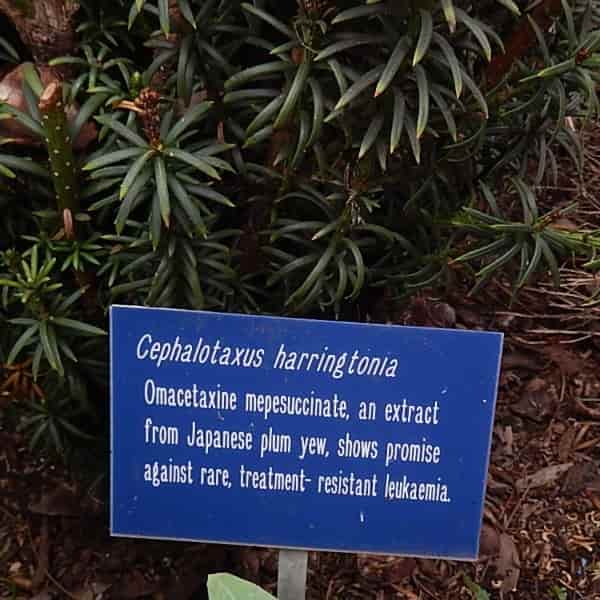 Cephalotaxus harringtonia
Omacetaxine mepesuccinate, an extract
from Japanese plum yew, shows promise
against rare, treatment- resistant leukaemia.